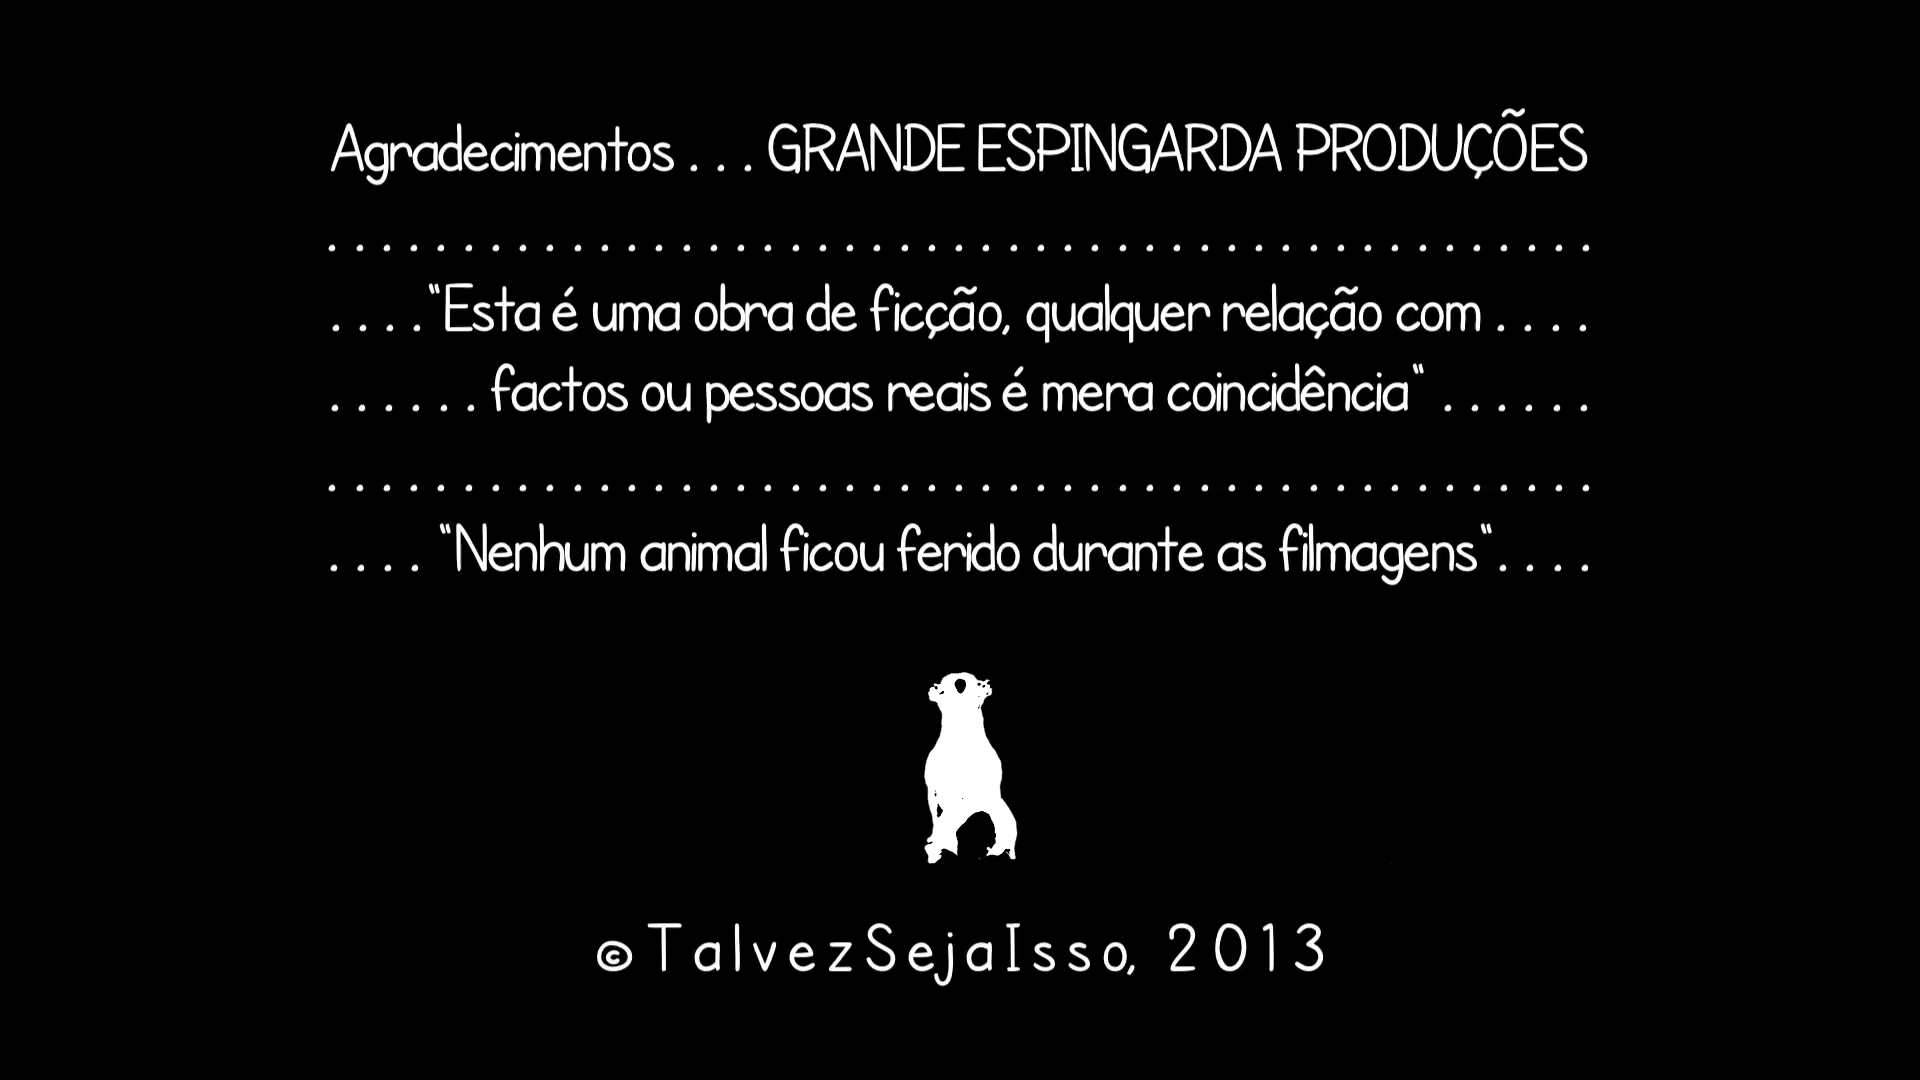 Agradecimentos . . . GRANDE ESPINGARDA PRODUÇÕES
. . . . . . . . . . . . . . . . . . . . . . . . . . . . . . . . . . . . . . . . . . . . . . .
. . . . "Esta é uma obra de ficção, qualquer relação com . . . .
. . . . . . factos ou pessoas reais é mera coincidência" . . . . . .
. . . . . . . . . . . . . . . . . . . . . . . . . . . . . . . . . . . . . . . . . . . . . . .
. . . . "Nenhum animal ficou ferido durante as filmagens". . . .
©TalvezSejaIsso, 2013